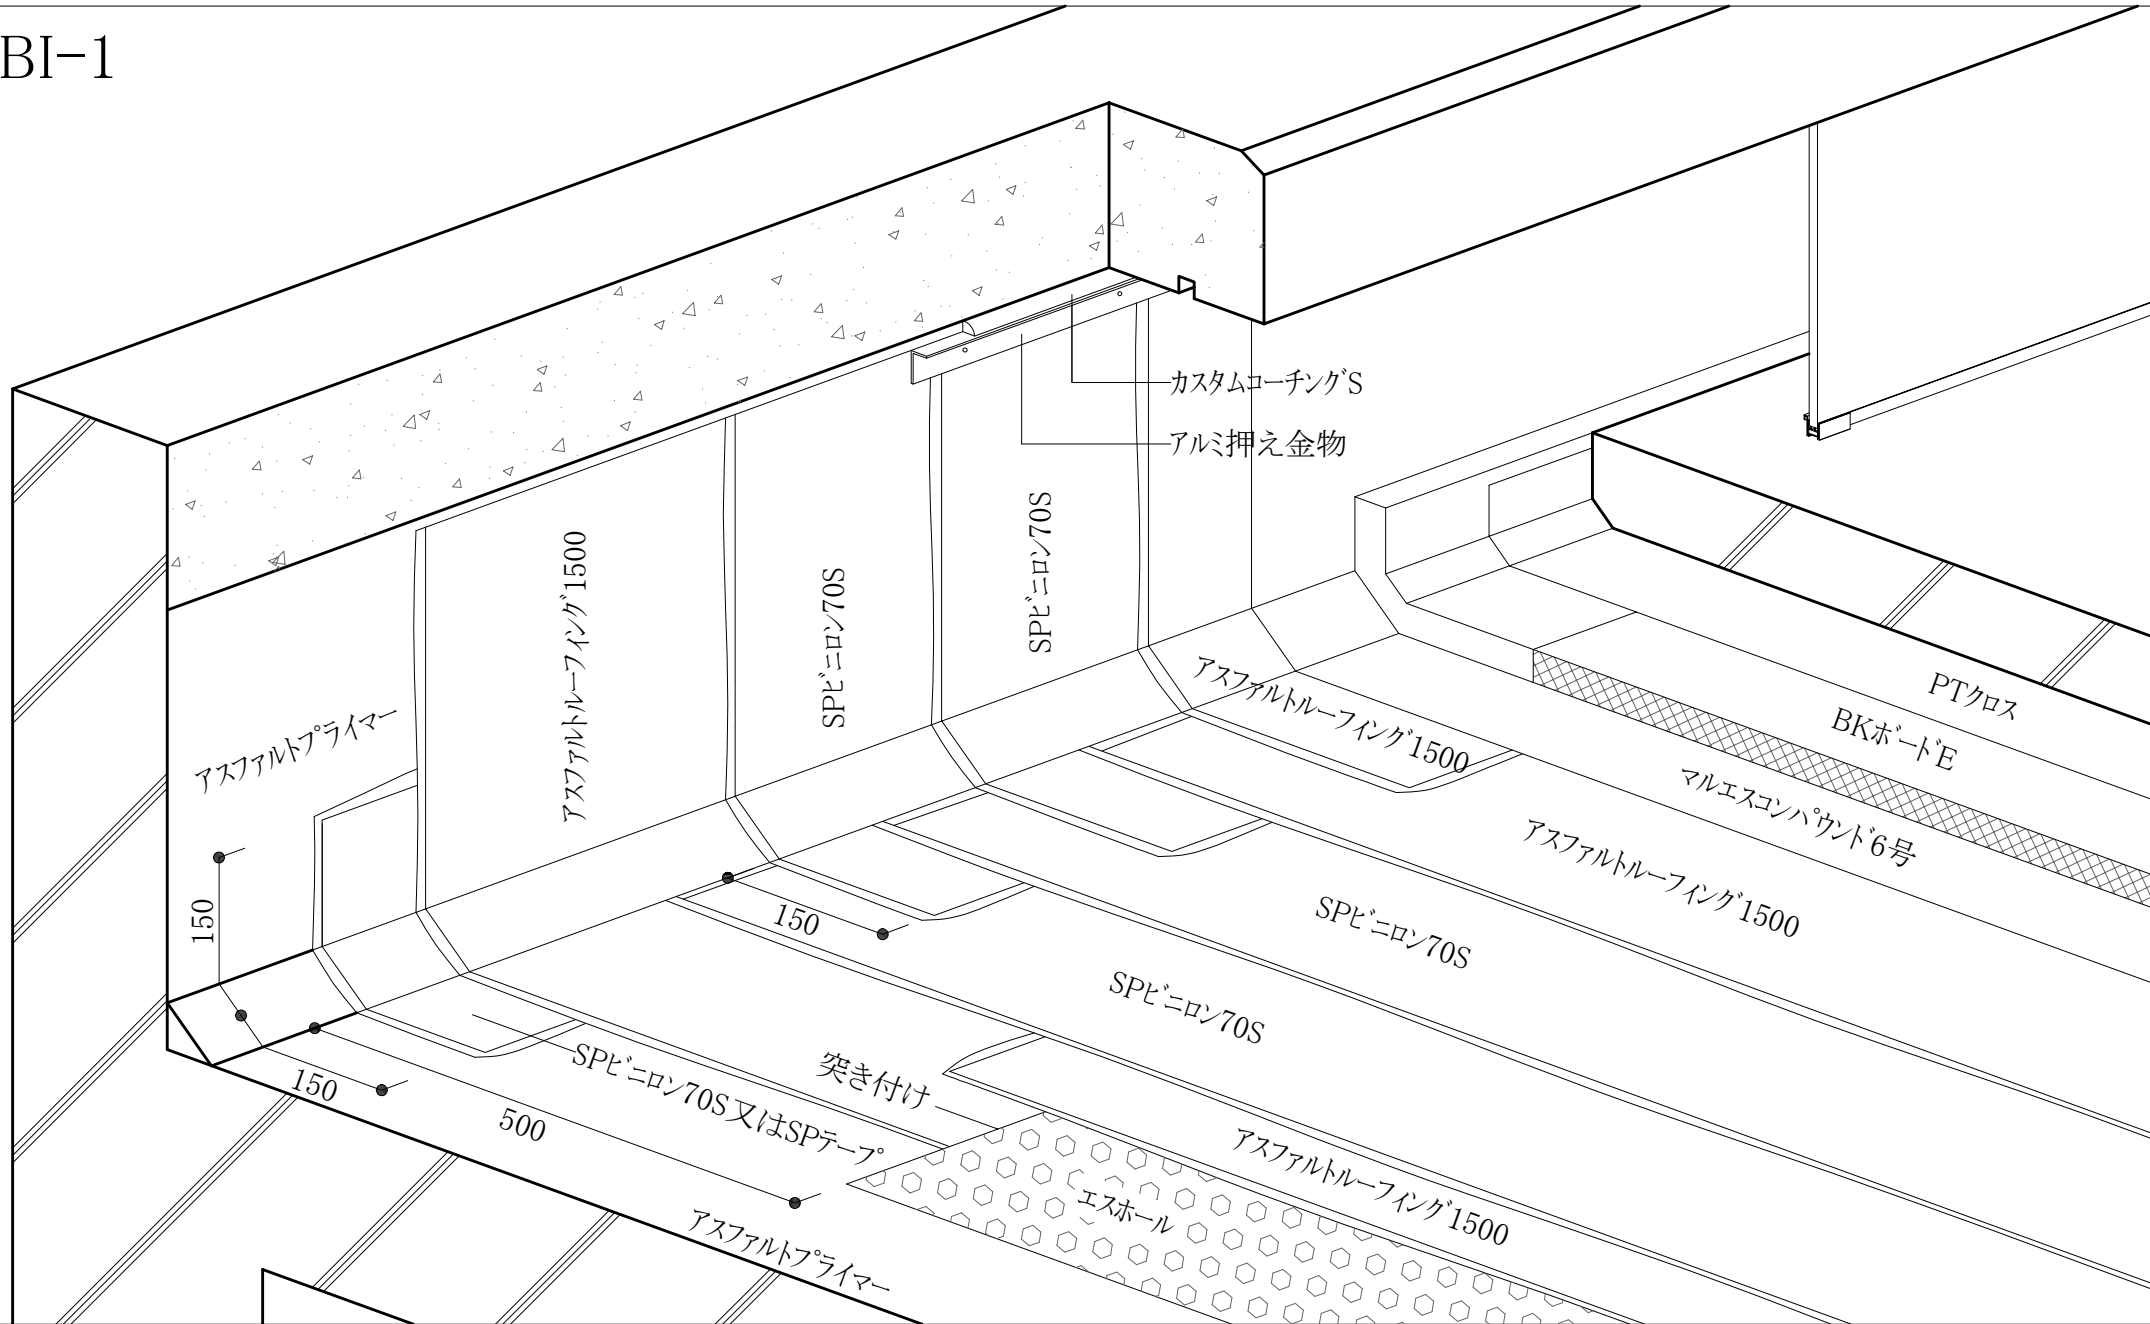 BI-1
カスタムコーチングS
アルミ押え金物
アスファルトルーフィング1500
SPビニロン70S
SPビニロン70S
アスファルトプライマー
アスファルトルーフィング1500
PTクロス
BKボードE
マルエスコンパウンド6号
アスファルトルーフィング1500
SPビニロン70S
SPビニロン70S
150
150
150
500
SPビニロン70S又はSPテープ
突き付け
アスファルトルーフィング1500
エスホール
アスファルトプライマー